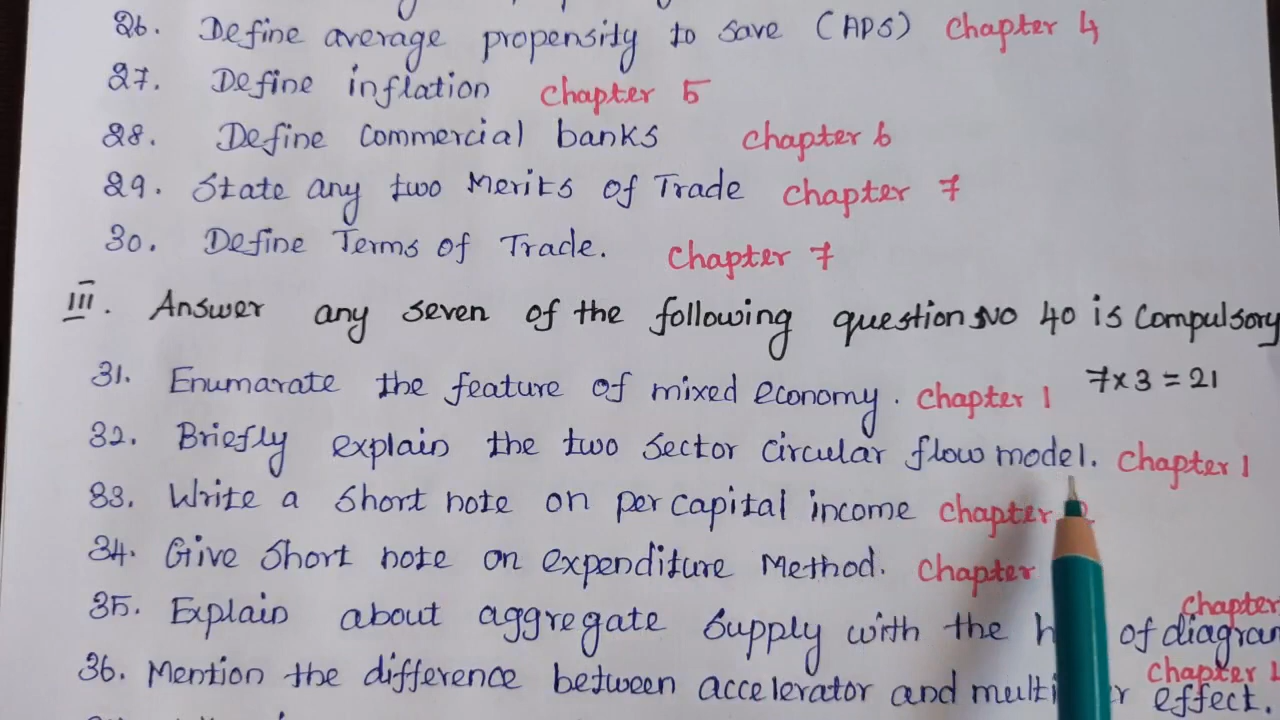 26. Define average propensity to save (APS) Chapter 4
27. Define inflation Chapter 5
28. Define Commercial banks Chapter 6
29. State any two Merits of Trade Chapter 7
30. Define Terms of Trade. Chapter 7
III. Answer any seven of the following question No 40 is Compulsory
7x3=21
31. Enumarate the feature of mixed economy. Chapter 1
32. Briefly explain the two sector circular flow model. Chapter 1
33. Write a short note on per capital income Chapter
34. Give Short note on expenditure Method. Chapter
Chapter
35. Explain about aggregate supply with the of
Chapter
36. Mention the difference between accelerator and effect.